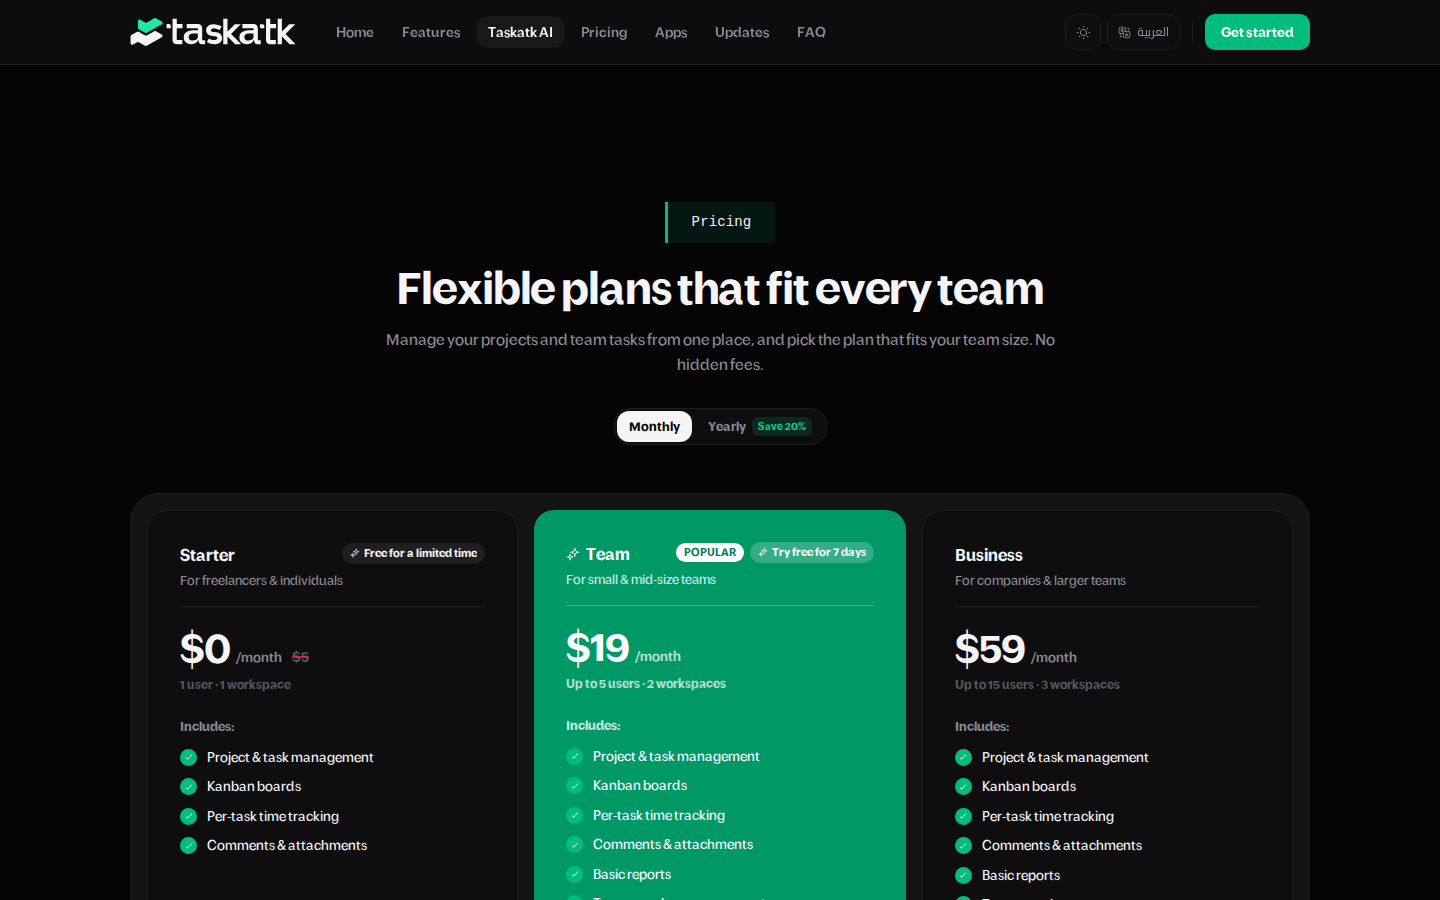 taskatk
Home Features Taskatk AI Pricing Apps Updates FAQ
العربية
Get started
Pricing
Flexible plans that fit every team
Manage your projects and team tasks from one place, and pick the plan that fits your team size. No
hidden fees.
Monthly Yearly Save 20%
Starter Free for a limited time
For freelancers & individuals
$0 /month $5
1 user · 1 workspace
Includes:
Project & task management
Kanban boards
Per-task time tracking
Comments & attachments
Team POPULAR Try free for 7 days
For small & mid-size teams
$19 /month
Up to 5 users · 2 workspaces
Includes:
Project & task management
Kanban boards
Per-task time tracking
Comments & attachments
Basic reports
Business
For companies & larger teams
$59 /month
Up to 15 users · 3 workspaces
Includes:
Project & task management
Kanban boards
Per-task time tracking
Comments & attachments
Basic reports